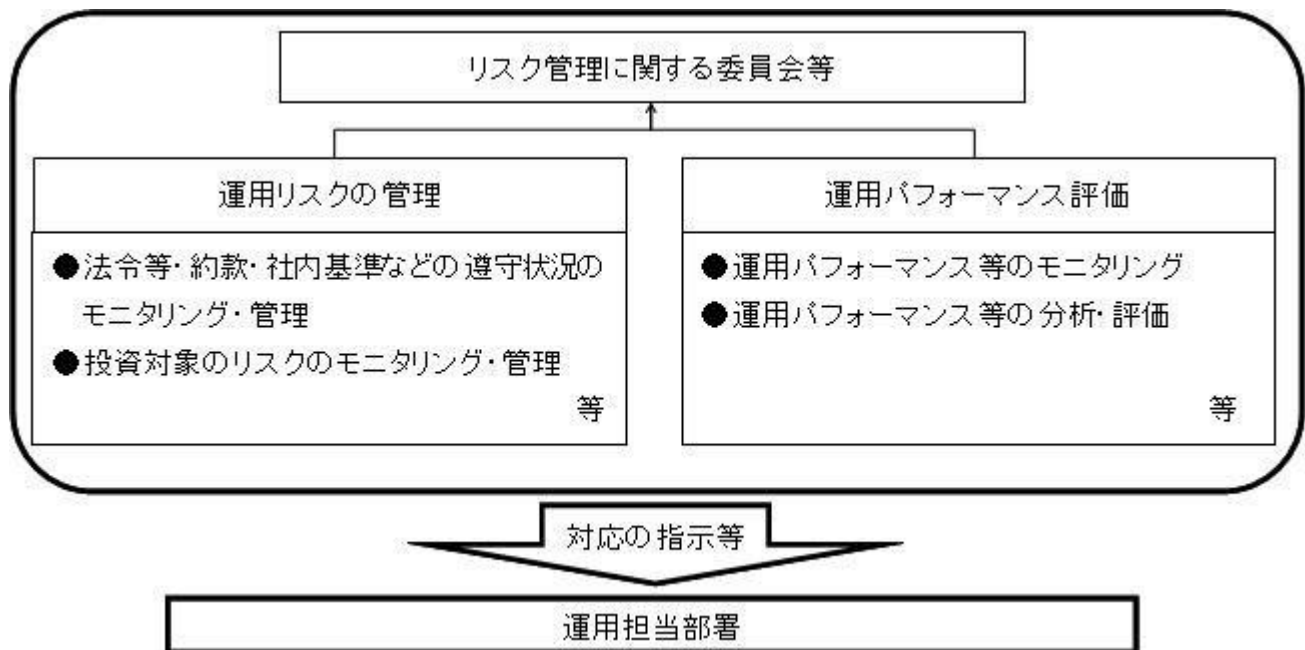 リスク管理に関する委員会等
運用リスクの管理
●法令等・約款・社内基準などの遵守状況の
モニタリング・管理
●投資対象のリスクのモニタリング・管理
等
運用パフォーマンス評価
●運用パフォーマンス等のモニタリング
●運用パフォーマンス等の分析・評価
等
対応の指示等
運用担当部署